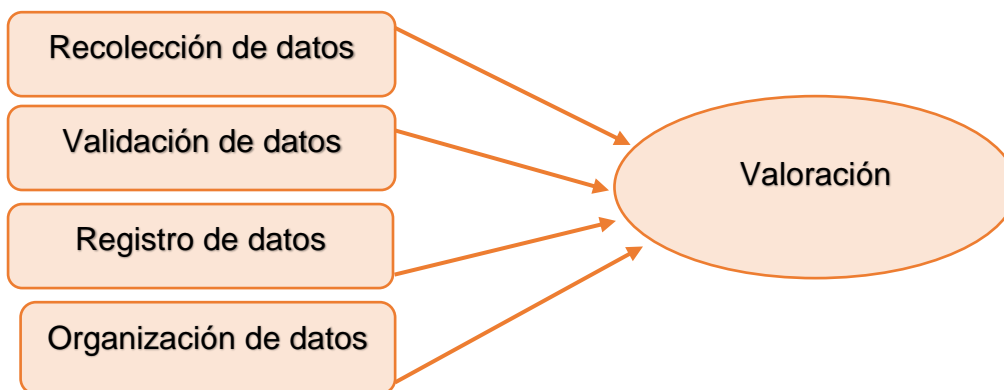 Recolección de datos
Validación de datos
Valoración
Registro de datos
Organización de datos